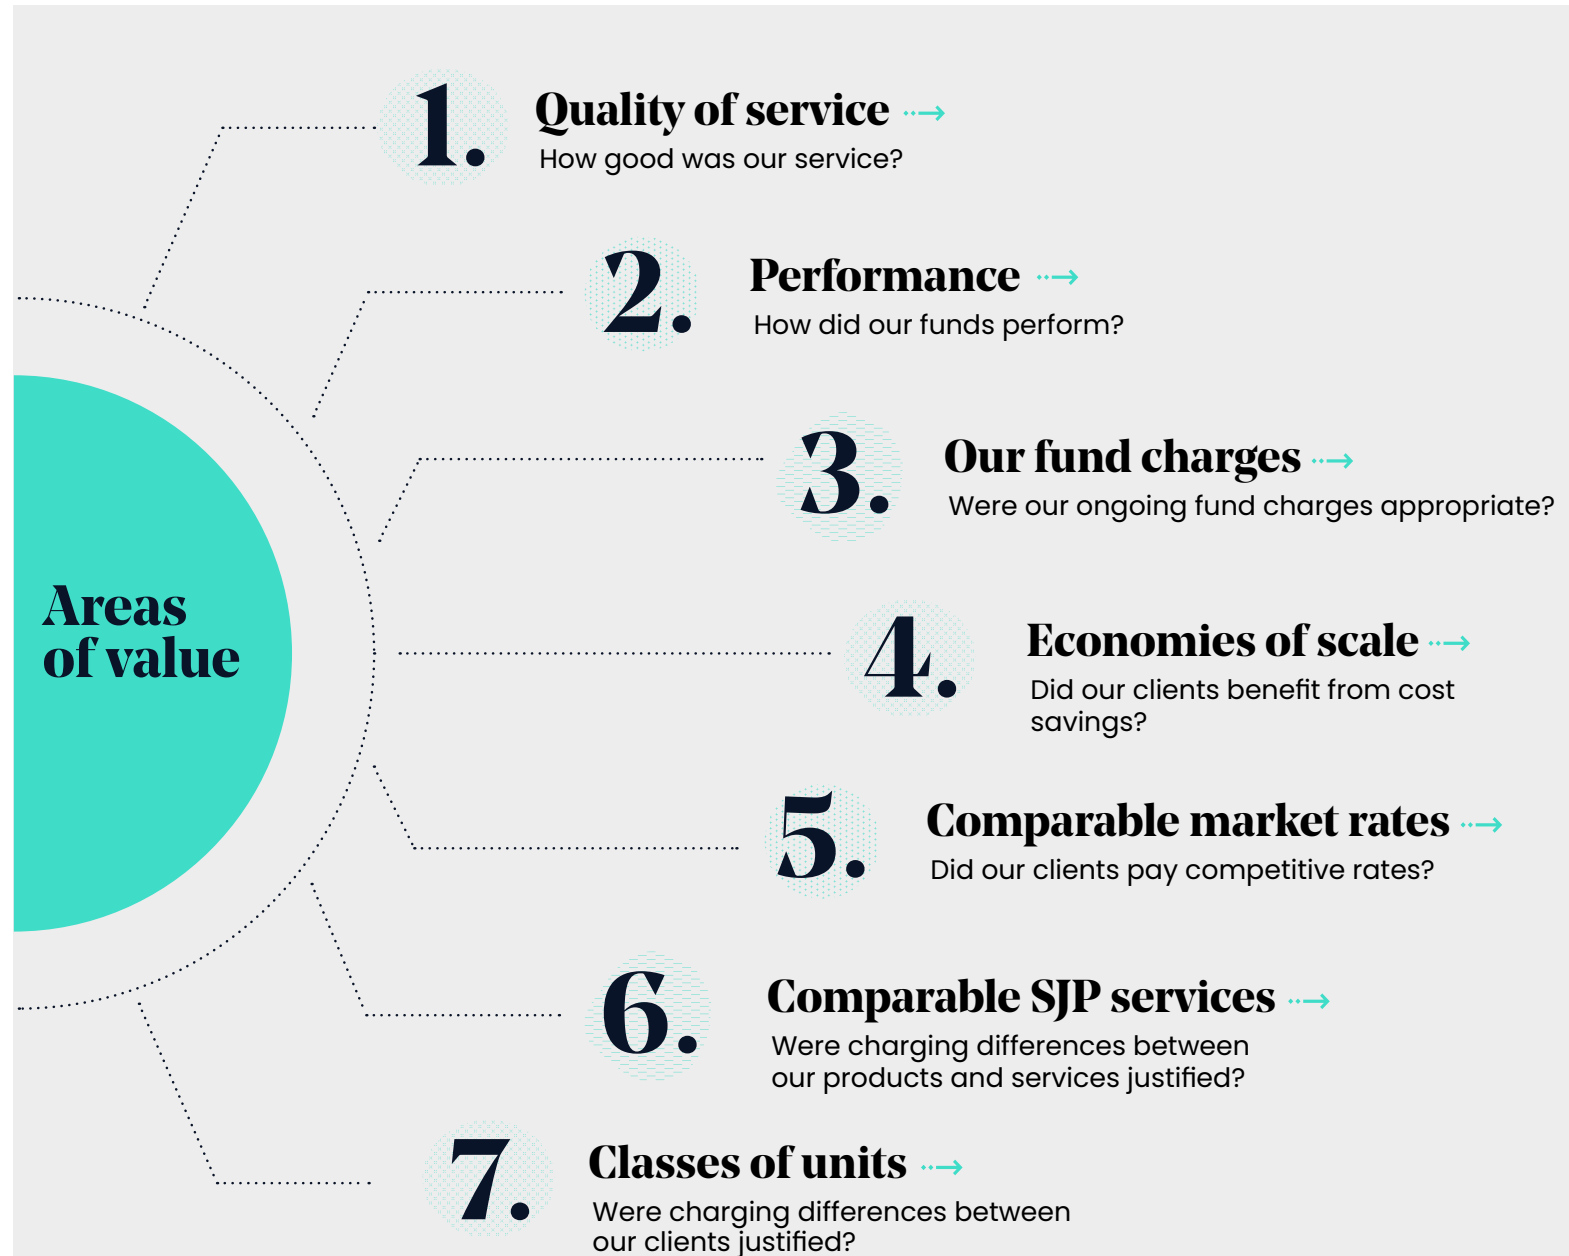 Areas
of value
1.
Quality of service
How good was our service?
2.
Performance
How did our funds perform?
3.
Our fund charges
Were our ongoing fund charges appropriate?
4.
Economies of scale
Did our clients benefit from cost
savings?
5.
Comparable market rates
Did our clients pay competitive rates?
6.
Comparable SJP services
Were charging differences between
our products and services justified?
7.
Classes of units
Were charging differences between
our clients justified?